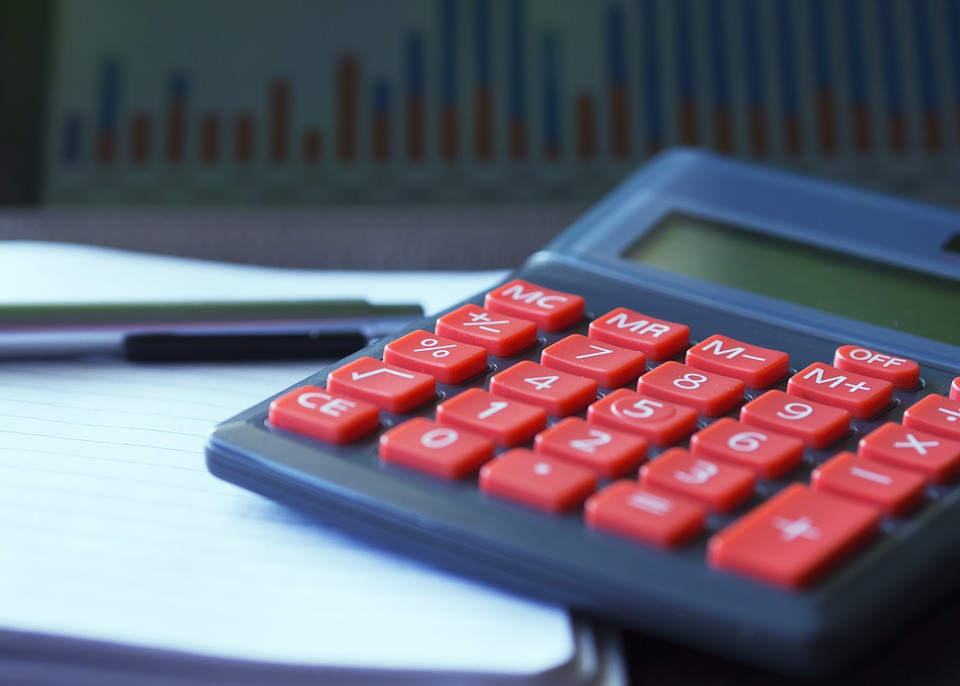 OFF
MC MR M− M+ ÷
+/− 7 8 9 ×
% 4 5 6 −
√ 1 2 3 +
CE 0 . =